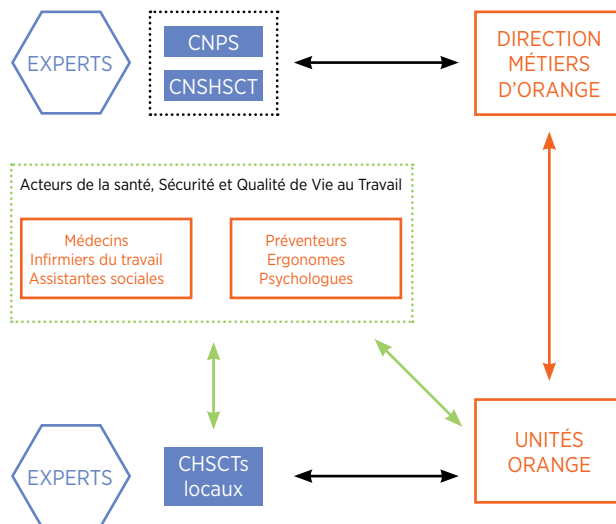 EXPERTS
CNPS
CNSHSCT
DIRECTION
MÉTIERS
D'ORANGE
Acteurs de la santé, Sécurité et Qualité de Vie au Travail
Médecins
Infirmiers du travail
Assistantes sociales
Préventeurs
Ergonomes
Psychologues
EXPERTS
CHSCTs
locaux
UNITÉS
ORANGE